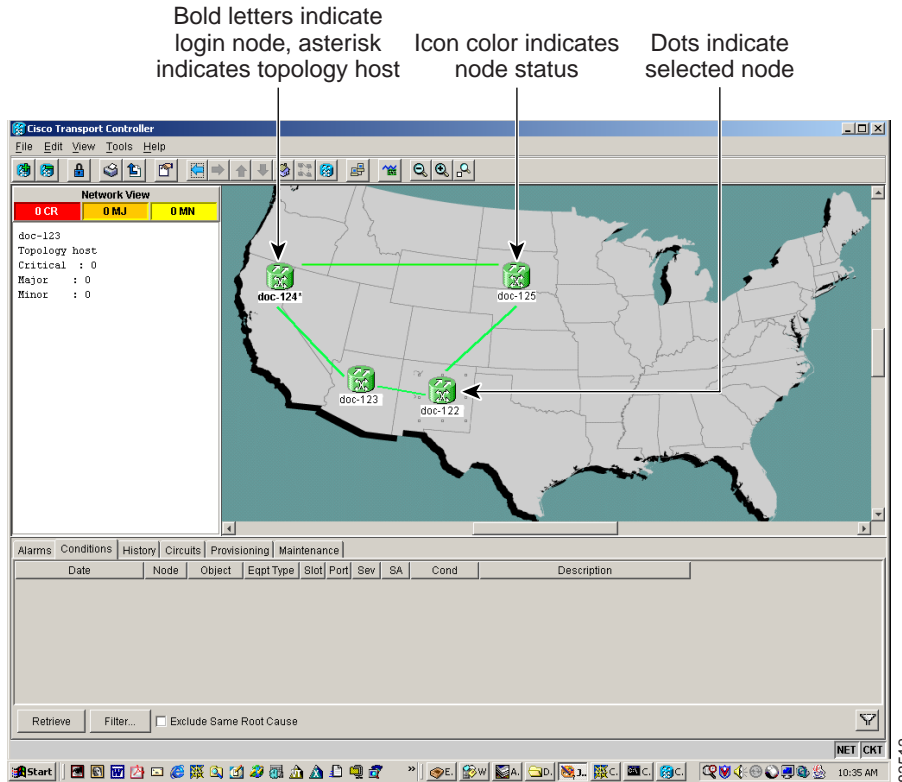 Bold letters indicate
login node, asterisk
indicates topology host
Icon color indicates
node status
Dots indicate
selected node
Cisco Transport Controller
File Edit View Tools Help
Network View
0 CR 0 MJ 0 MN
doc-123
Topology host
Critical : 0
Major : 0
Minor : 0
doc-124*
doc-125
doc-123
doc-122
Alarms Conditions History Circuits Provisioning Maintenance
Date Node Object Eqpt Type Slot Port Sev SA Cond Description
Retrieve Filter... Exclude Same Root Cause
NET CKT
Start » E. W A. D. J.. C. C. C. 10:35 AM